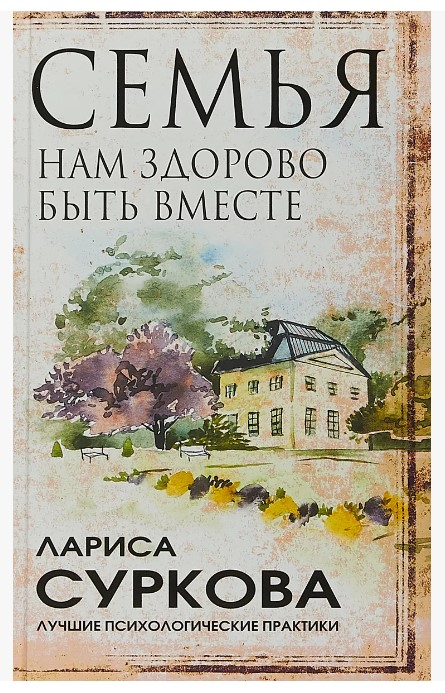 СЕМЬЯ
НАМ ЗДОРОВО
БЫТЬ ВМЕСТЕ
ЛАРИСА
СУРКОВА
ЛУЧШИЕ ПСИХОЛОГИЧЕСКИЕ ПРАКТИКИ